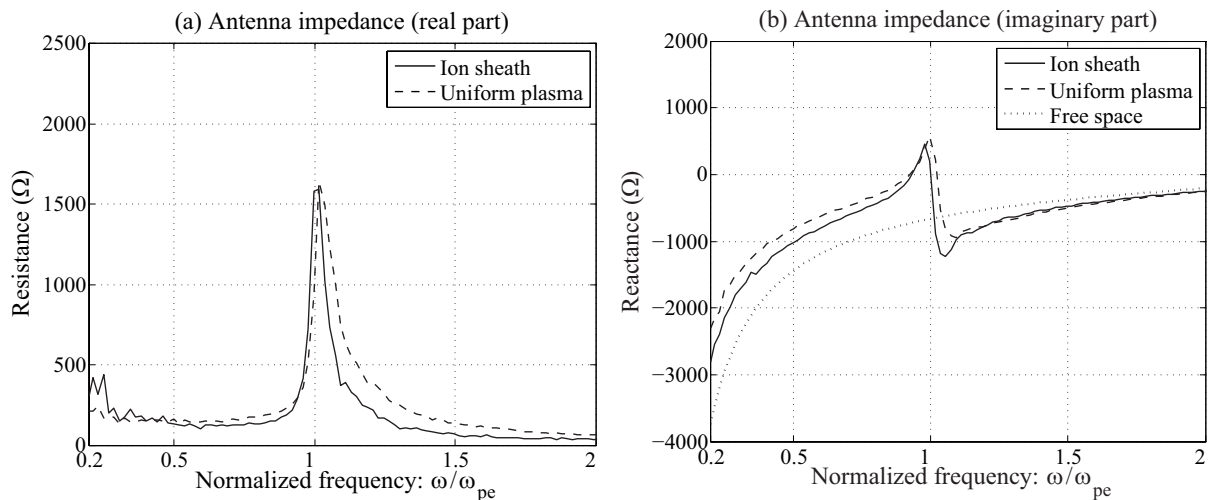 (a) Antenna impedance (real part)
2500
2000
1500
1000
500
0
Resistance (Ω)
Ion sheath
Uniform plasma
0.2
0.5
1
1.5
2
Normalized frequency: ω/ω_pe
(b) Antenna impedance (imaginary part)
2000
1000
0
−1000
−2000
−3000
−4000
Reactance (Ω)
Ion sheath
Uniform plasma
Free space
0.2
0.5
1
1.5
2
Normalized frequency: ω/ω_pe